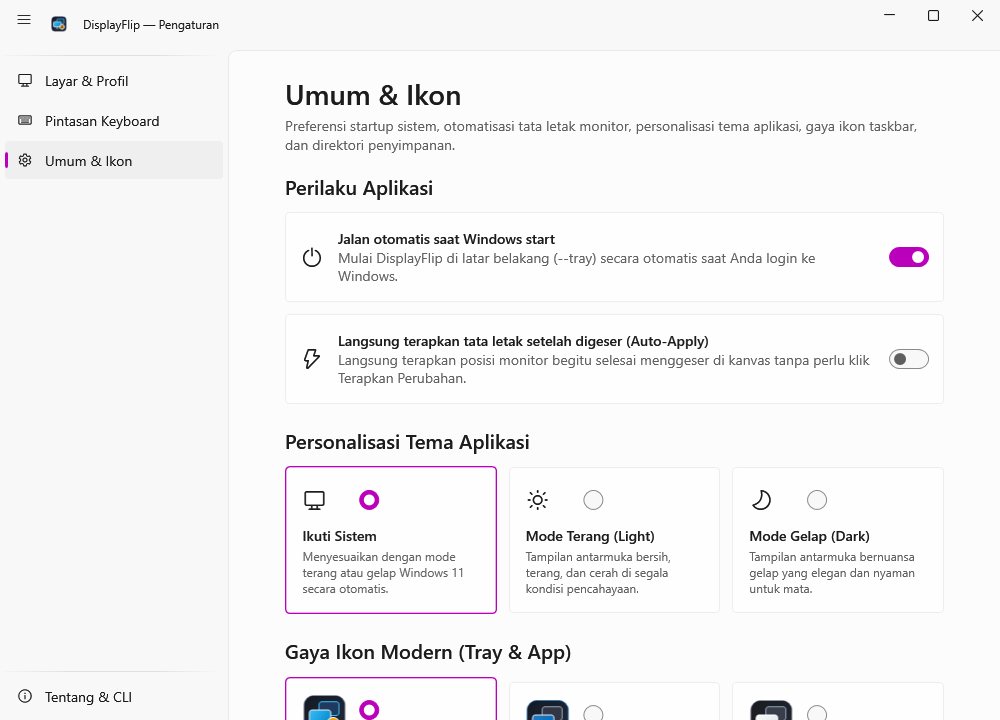 DisplayFlip — Pengaturan
Layar & Profil
Pintasan Keyboard
Umum & Ikon
Tentang & CLI
Umum & Ikon
Preferensi startup sistem, otomatisasi tata letak monitor, personalisasi tema aplikasi, gaya ikon taskbar,
dan direktori penyimpanan.
Perilaku Aplikasi
Jalan otomatis saat Windows start
Mulai DisplayFlip di latar belakang (--tray) secara otomatis saat Anda login ke
Windows.
Langsung terapkan tata letak setelah digeser (Auto-Apply)
Langsung terapkan posisi monitor begitu selesai menggeser di kanvas tanpa perlu klik
Terapkan Perubahan.
Personalisasi Tema Aplikasi
Ikuti Sistem
Menyesuaikan dengan mode
terang atau gelap Windows 11
secara otomatis.
Mode Terang (Light)
Tampilan antarmuka bersih,
terang, dan cerah di segala
kondisi pencahayaan.
Mode Gelap (Dark)
Tampilan antarmuka bernuansa
gelap yang elegan dan nyaman
untuk mata.
Gaya Ikon Modern (Tray & App)